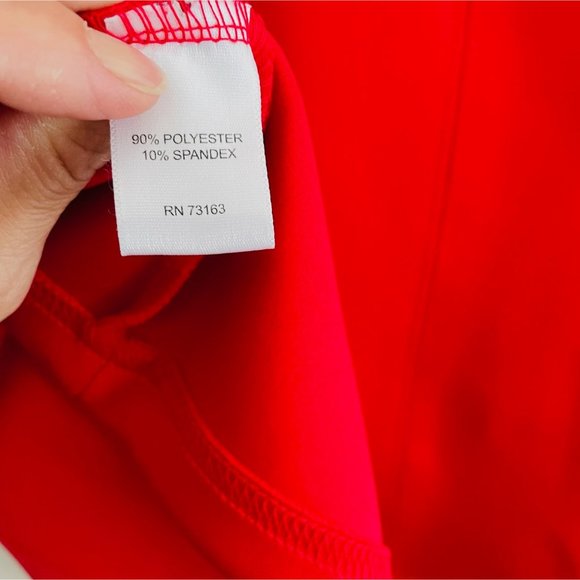 90% POLYESTER
10% SPANDEX
RN 73163